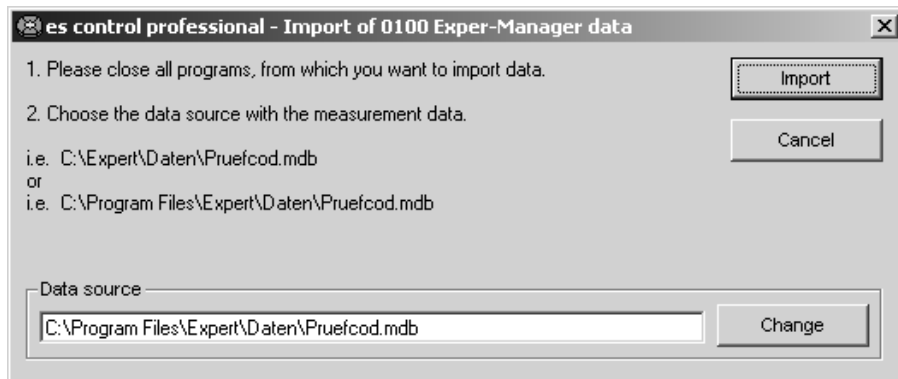 es control professional - Import of 0100 Exper-Manager data
1. Please close all programs, from which you want to import data.
Import
2. Choose the data source with the measurement data.
Cancel
i.e. C:\Expert\Daten\Pruefcod.mdb
or
i.e. C:\Program Files\Expert\Daten\Pruefcod.mdb
Data source
C:\Program Files\Expert\Daten\Pruefcod.mdb
Change